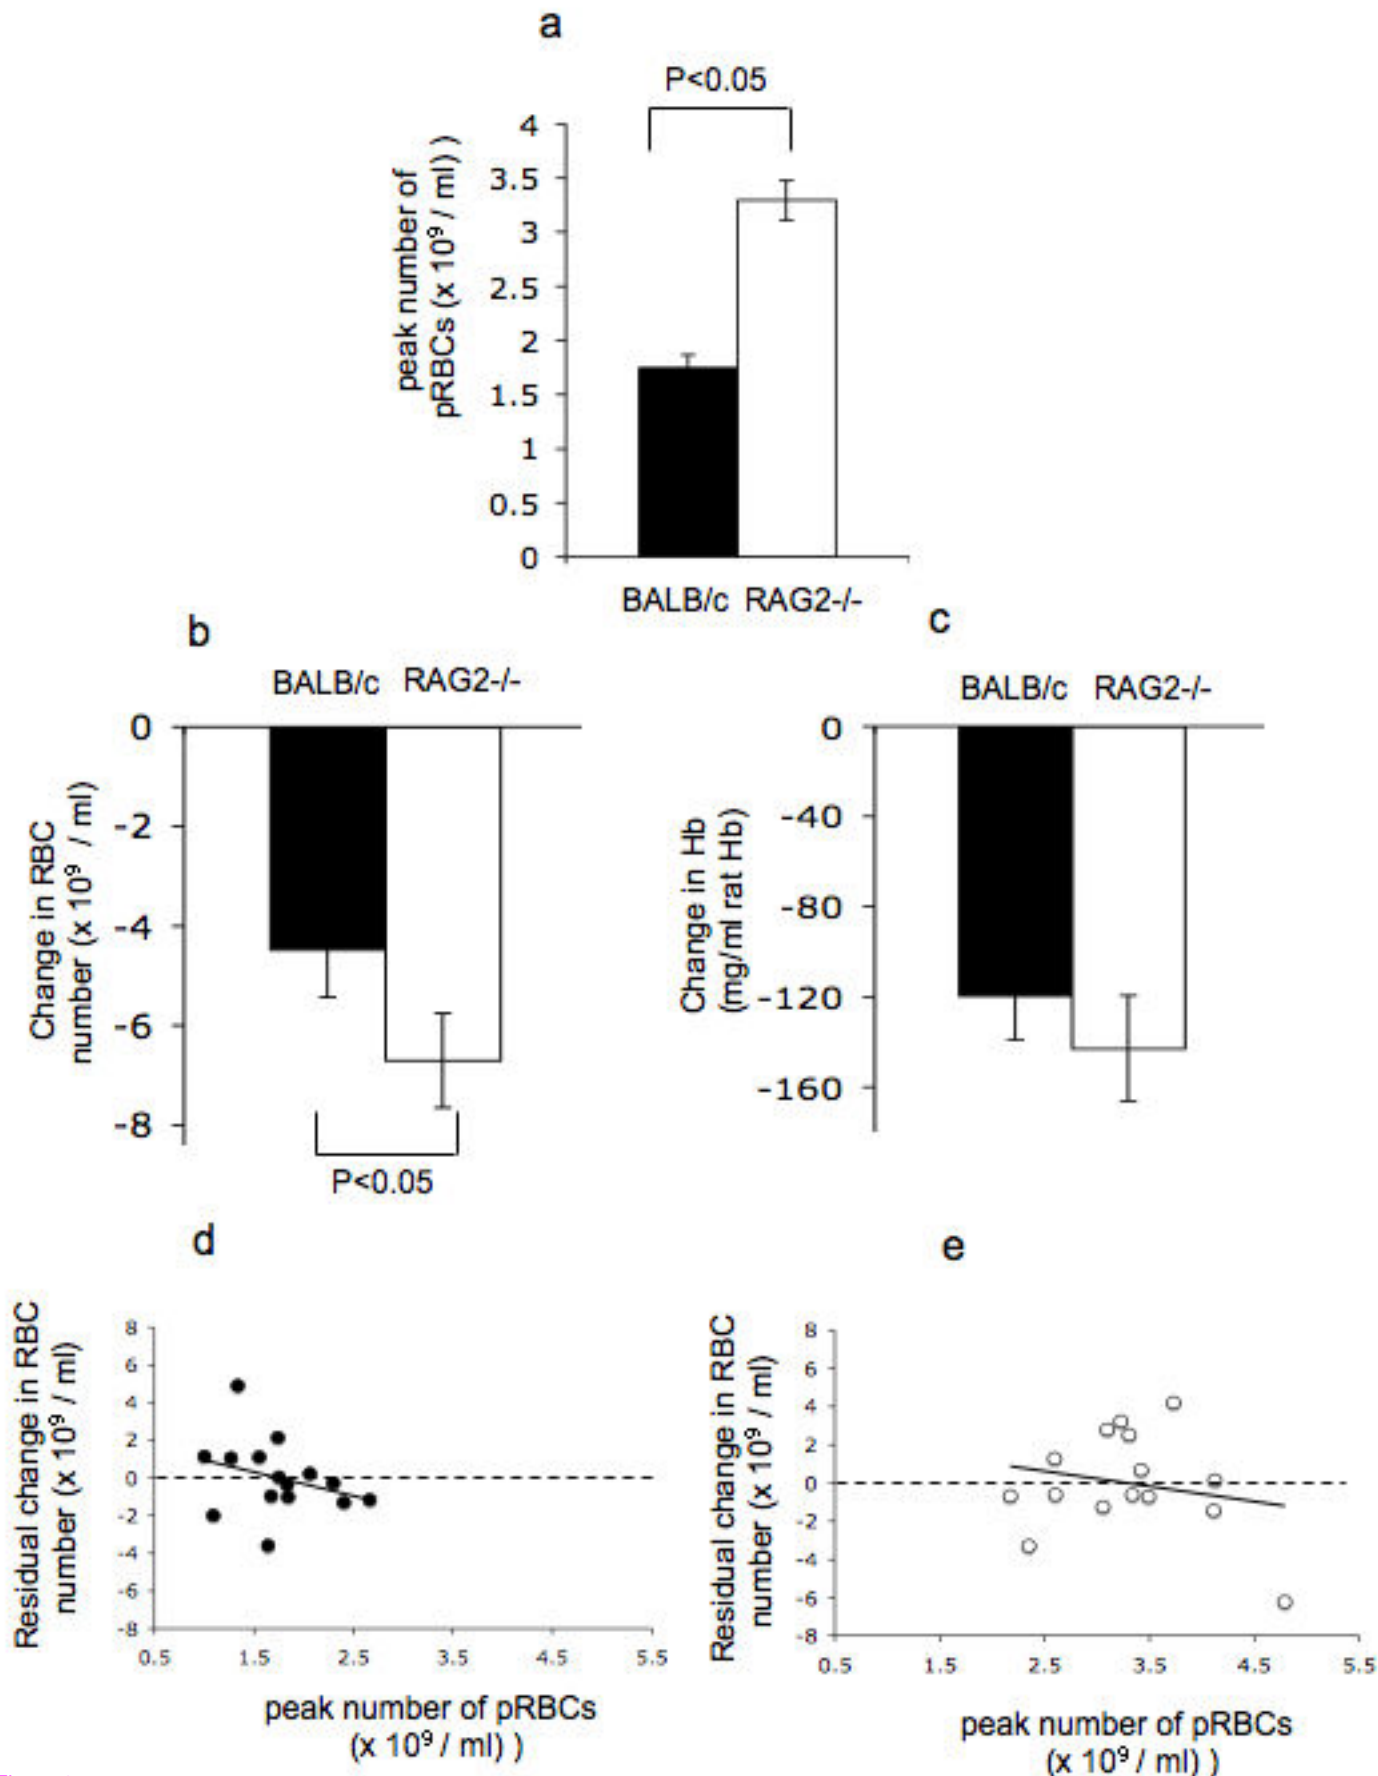 a
P<0.05
4
3.5
3
2.5
2
1.5
1
0.5
0
peak number of
pRBCs (x 10⁹ / ml) )
BALB/c RAG2-/-
b
BALB/c RAG2-/-
0
-2
-4
-6
-8
Change in RBC
number (x 10⁹ / ml)
P<0.05
c
BALB/c RAG2-/-
0
-40
-80
-120
-160
Change in Hb
(mg/ml rat Hb)
d
8
6
4
2
0
-2
-4
-6
-8
Residual change in RBC
number (x 10⁹ / ml)
0.5 1.5 2.5 3.5 4.5 5.5
peak number of pRBCs
(x 10⁹ / ml) )
e
8
6
4
2
0
-2
-4
-6
-8
Residual change in RBC
number (x 10⁹ / ml)
0.5 1.5 2.5 3.5 4.5 5.5
peak number of pRBCs
(x 10⁹ / ml) )